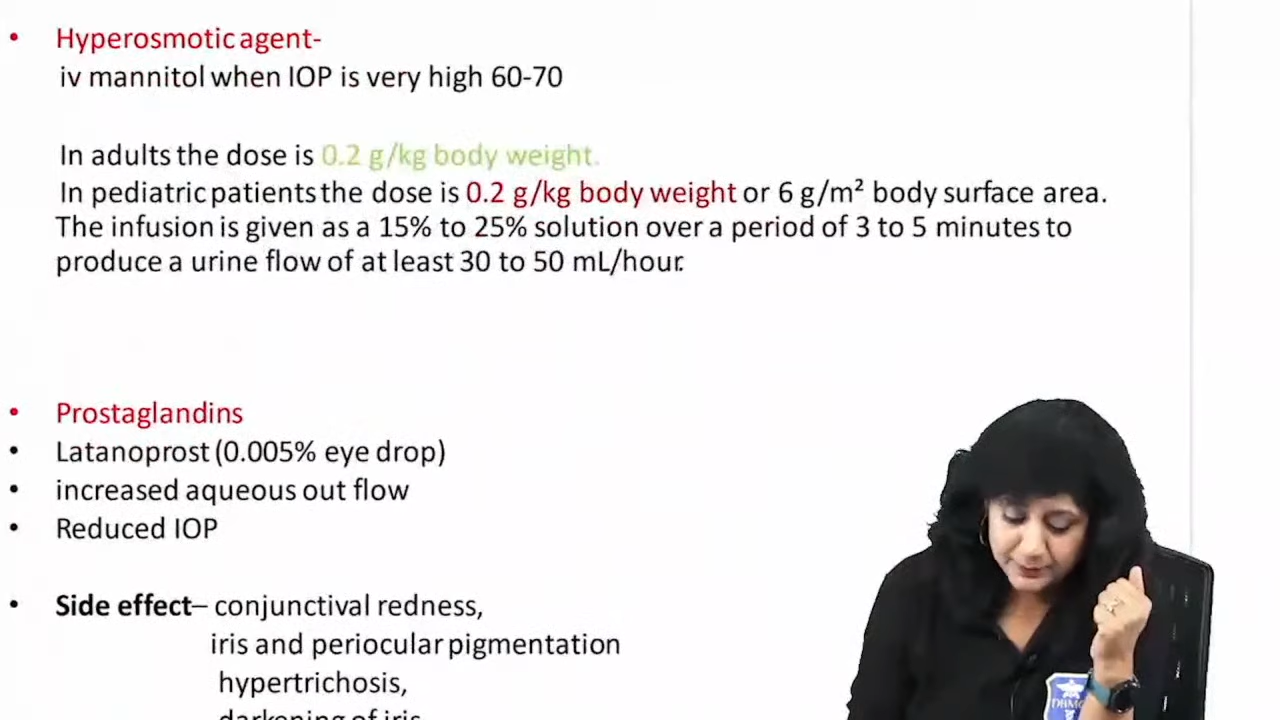 • Hyperosmotic agent-
iv mannitol when IOP is very high 60-70
In adults the dose is 0.2 g/kg body weight.
In pediatric patients the dose is 0.2 g/kg body weight or 6 g/m² body surface area.
The infusion is given as a 15% to 25% solution over a period of 3 to 5 minutes to
produce a urine flow of at least 30 to 50 mL/hour.
• Prostaglandins
• Latanoprost (0.005% eye drop)
• increased aqueous out flow
• Reduced IOP
• Side effect– conjunctival redness,
iris and periocular pigmentation
hypertrichosis,
darkening of iris